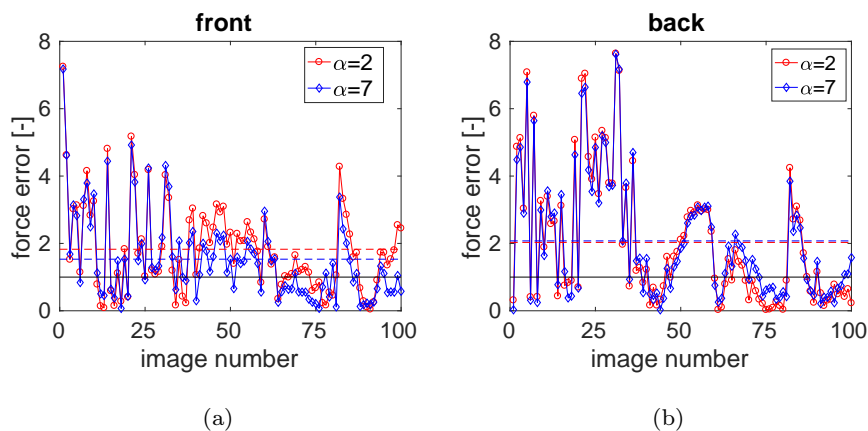 front
force error [-]
8
6
4
2
0
0 25 50 75 100
image number
α=2
α=7
(a)
back
force error [-]
8
6
4
2
0
0 25 50 75 100
image number
α=2
α=7
(b)